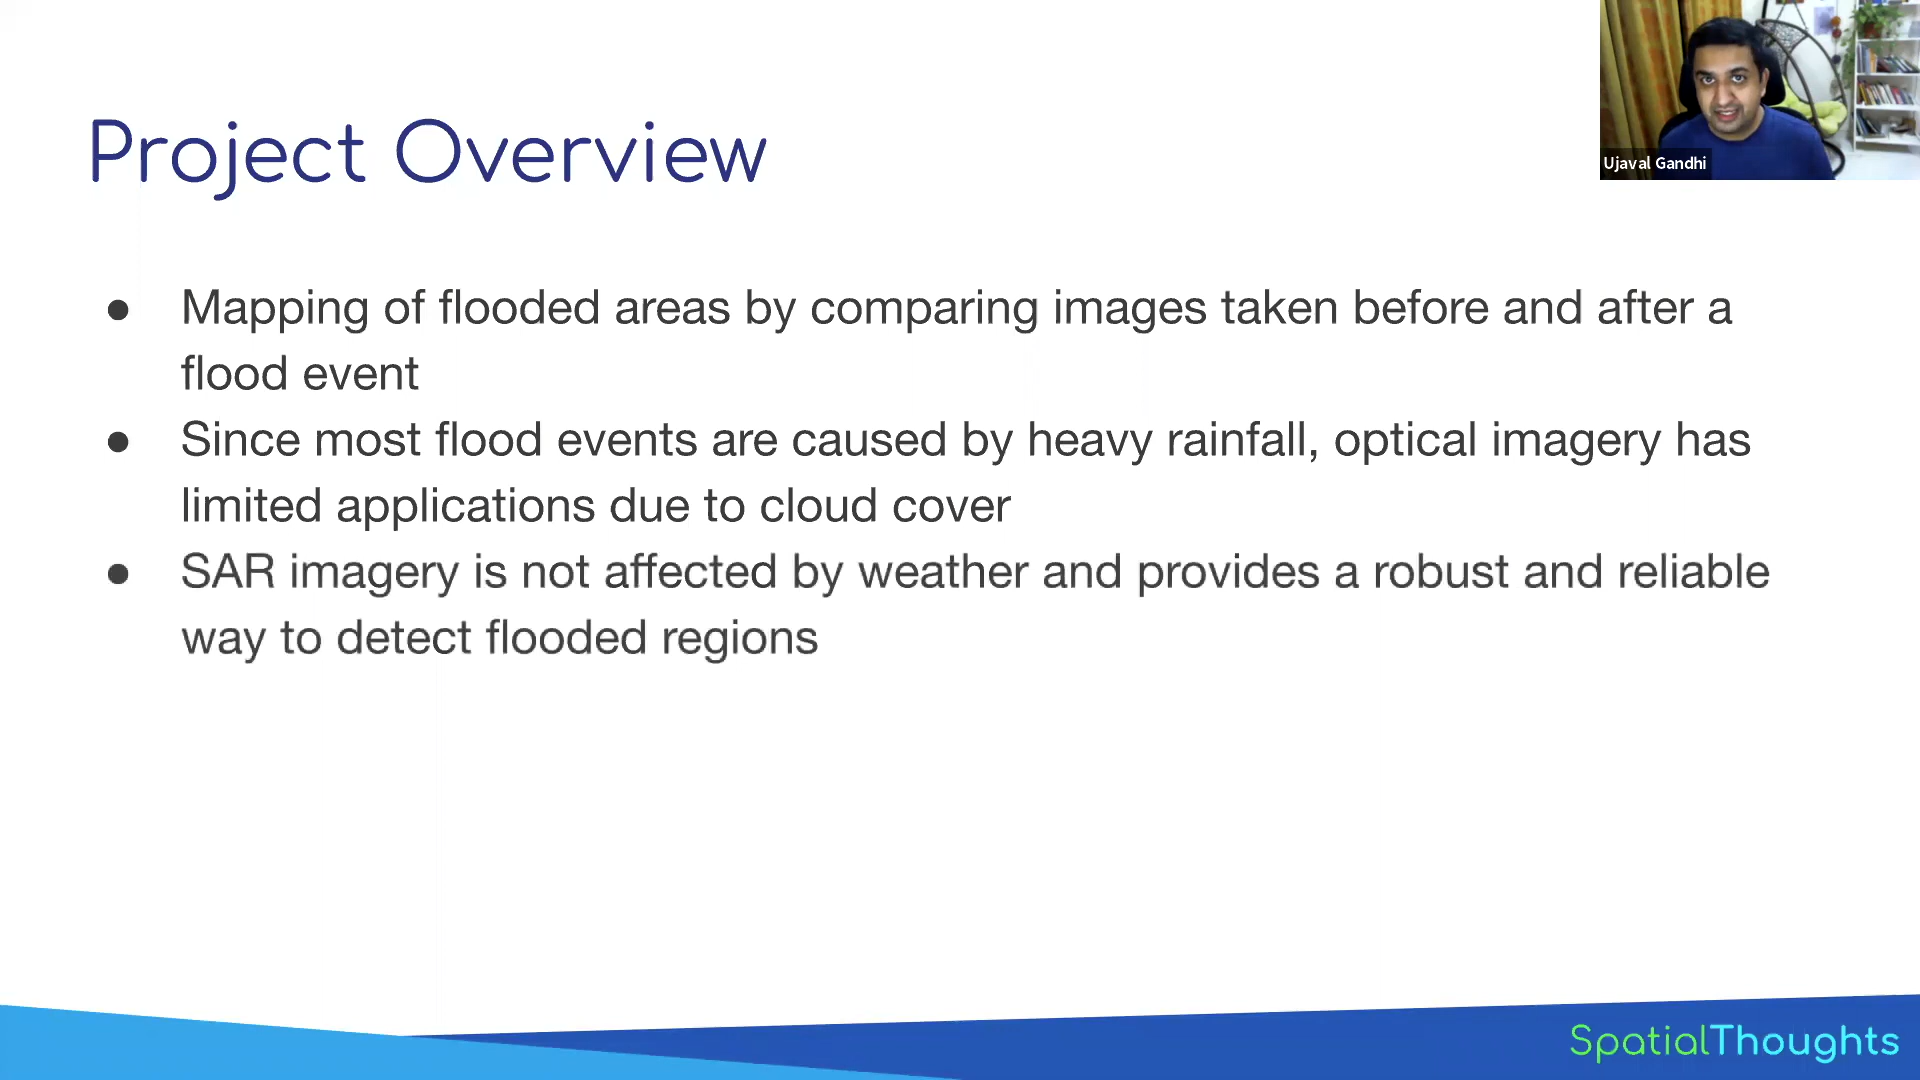 Project Overview
Ujaval Gandhi
● Mapping of flooded areas by comparing images taken before and after a
flood event
● Since most flood events are caused by heavy rainfall, optical imagery has
limited applications due to cloud cover
● SAR imagery is not affected by weather and provides a robust and reliable
way to detect flooded regions
SpatialThoughts